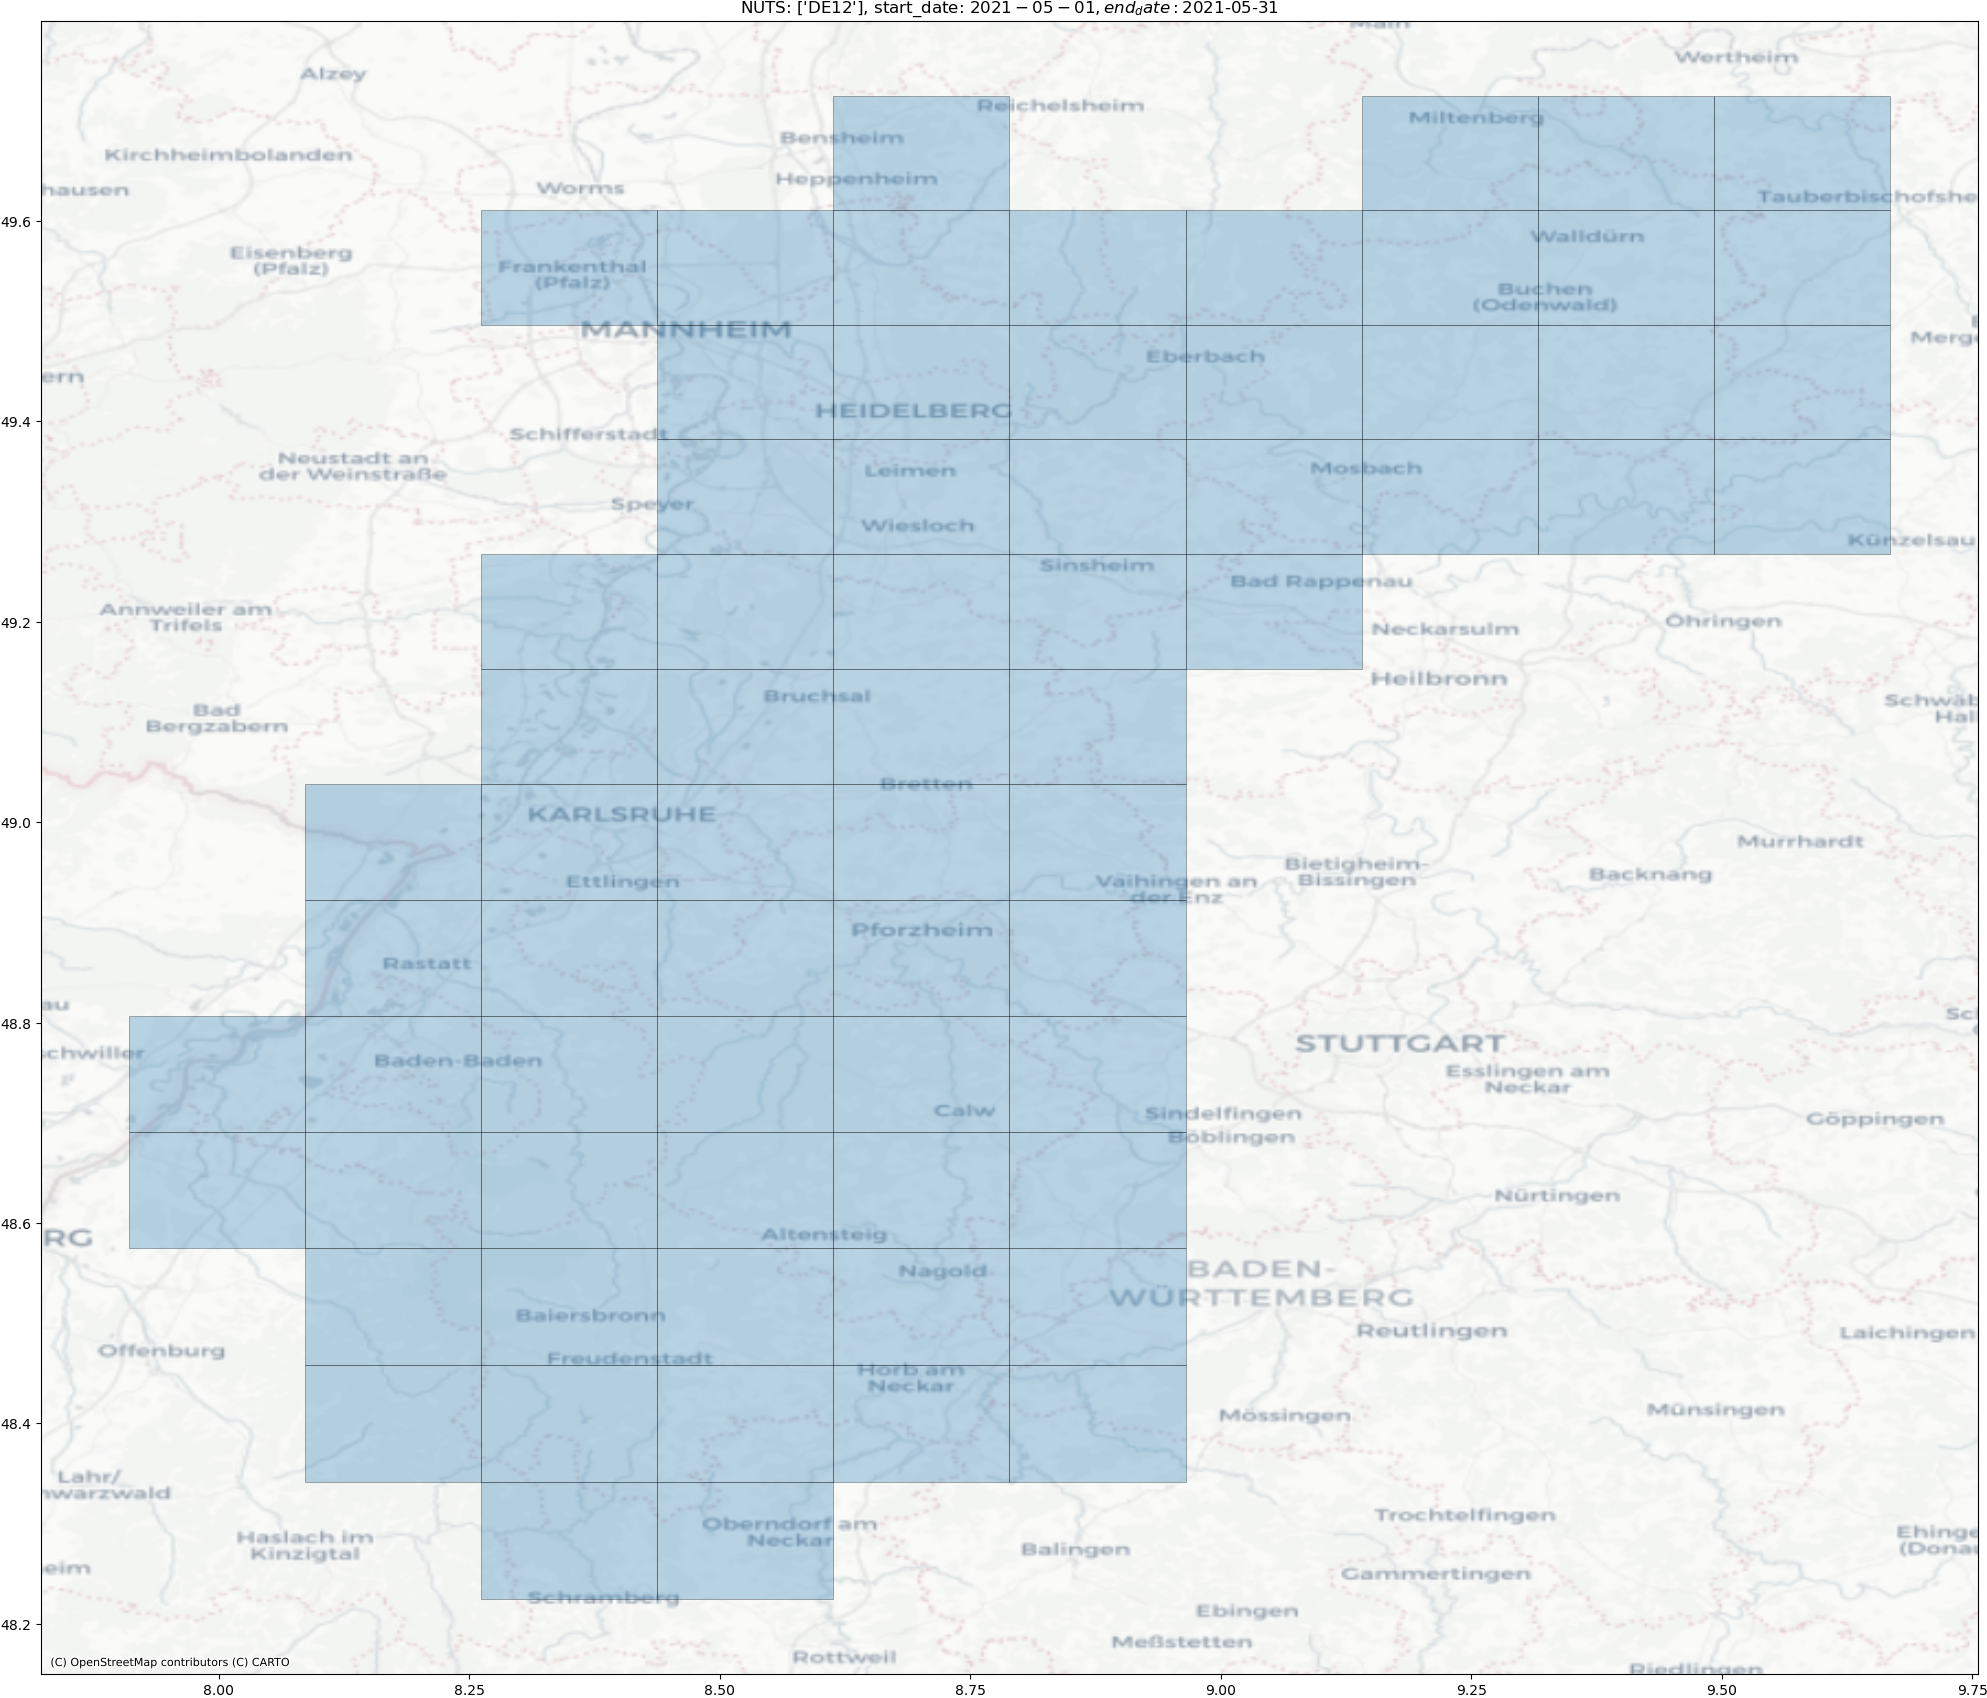 NUTS: ['DE12'], start_date: 2021 − 05 − 01, end_date : 2021-05-31
Main
Wertheim
Alzey
Reichelsheim
Miltenberg
Bensheim
Kirchheimbolanden
Heppenheim
Worms
hausen
Tauberbischofshe
49.6
Walldürn
Eisenberg
(Pfalz)
Frankenthal
(Pfalz)
Buchen
(Odenwald)
MANNHEIM
Merg
Eberbach
ern
HEIDELBERG
49.4
Schifferstadt
Neustadt an
der Weinstraße
Leimen
Mosbach
Speyer
Wiesloch
Künzelsau
Sinsheim
Bad Rappenau
Annweiler am
Trifels
49.2
Neckarsulm
Öhringen
Heilbronn
Bruchsal
Schwäb
Hal
Bad
Bergzabern
Bretten
KARLSRUHE
49.0
Murrhardt
Bietigheim-
Bissingen
Backnang
Ettlingen
Vaihingen an
der Enz
Pforzheim
Rastatt
au
48.8
STUTTGART
chwiller
Baden-Baden
Esslingen am
Neckar
Calw
Sindelfingen
Böblingen
Göppingen
Nürtingen
48.6
RG
Altensteig
Nagold
BADEN-
WÜRTTEMBERG
Baiersbronn
Reutlingen
Laichingen
Offenburg
Freudenstadt
Horb am
Neckar
48.4
Mössingen
Münsingen
Lahr/
hwarzwald
Trochtelfingen
Oberndorf am
Neckar
Haslach im
Kinzigtal
Balingen
Ehinge
(Donau
eim
Gammertingen
Schramberg
Ebingen
48.2
Meßstetten
Rottweil
Riedlingen
(C) OpenStreetMap contributors (C) CARTO
8.00 8.25 8.50 8.75 9.00 9.25 9.50 9.75